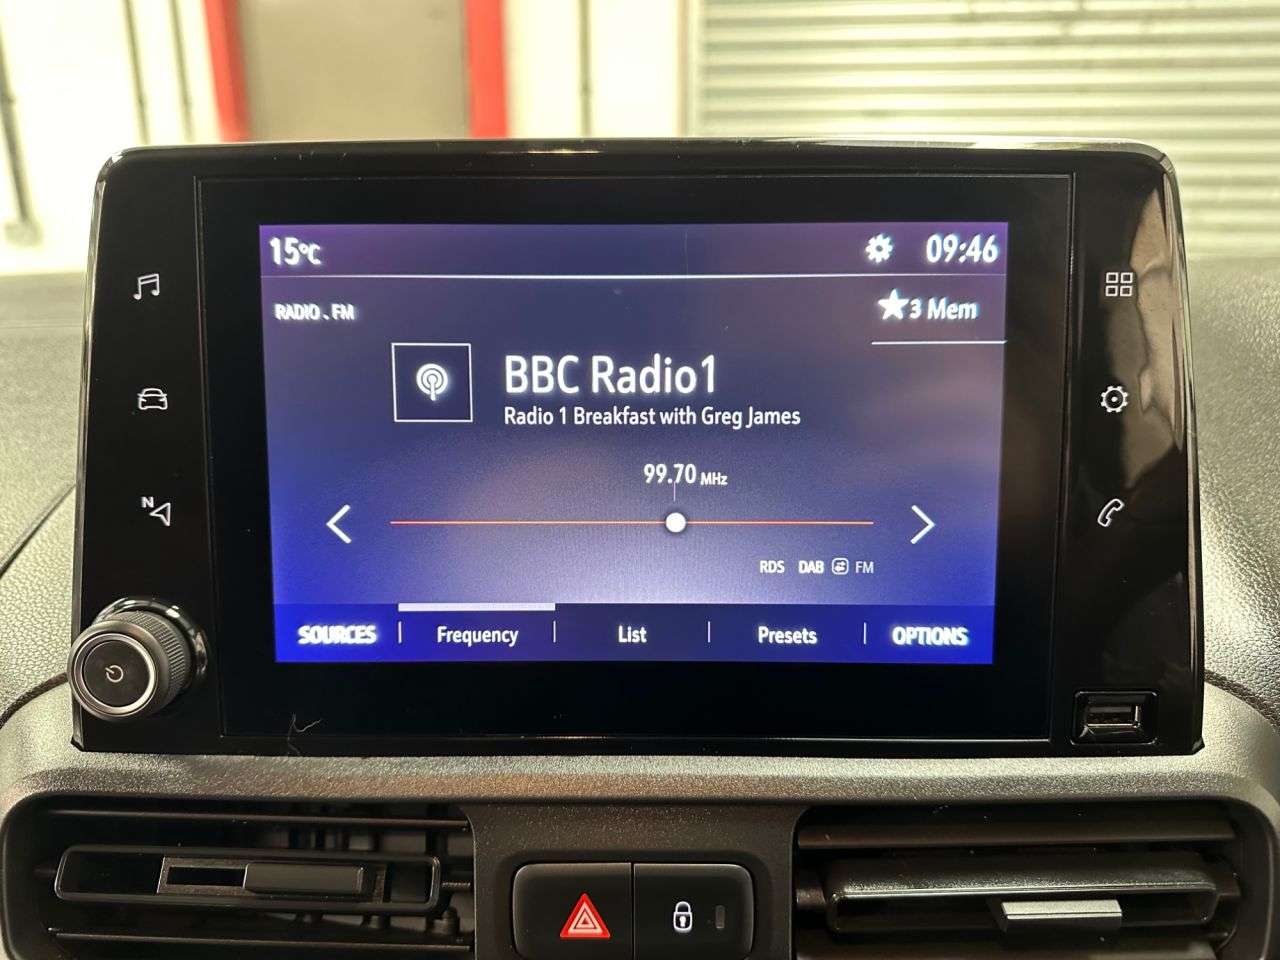 15°C 09:46
RADIO . FM ★3 Mem
BBC Radio1
Radio 1 Breakfast with Greg James
99.70 MHz
RDS DAB FM
SOURCES Frequency List Presets OPTIONS
N